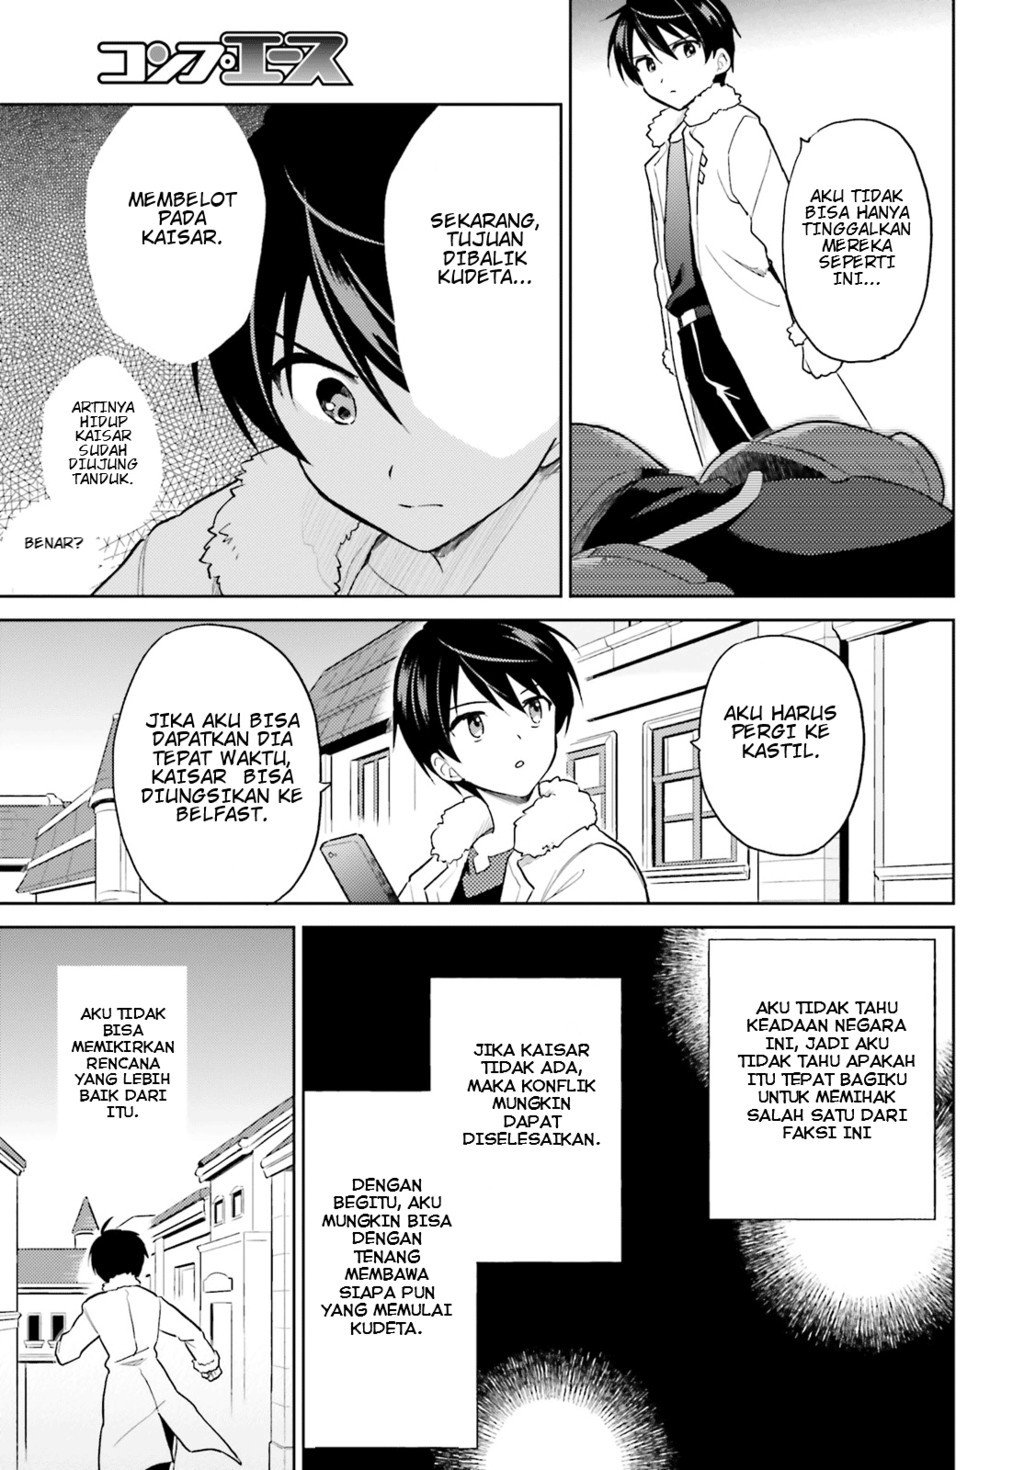 コンプエース
AKU TIDAK
BISA HANYA
TINGGALKAN
MEREKA
SEPERTI
INI...
SEKARANG,
TUJUAN
DIBALIK
KUDETA...
MEMBELOT
PADA
KAISAR.
ARTINYA
HIDUP
KAISAR
SUDAH
DIUJUNG
TANDUK.
BENAR?
AKU HARUS
PERGI KE
KASTIL.
JIKA AKU BISA
DAPATKAN DIA
TEPAT WAKTU,
KAISAR BISA
DIUNGSIKAN KE
BELFAST.
AKU TIDAK TAHU
KEADAAN NEGARA
INI, JADI AKU
TIDAK TAHU APAKAH
ITU TEPAT BAGIKU
UNTUK MEMIHAK
SALAH SATU DARI
FAKSI INI
JIKA KAISAR
TIDAK ADA,
MAKA KONFLIK
MUNGKIN
DAPAT
DISELESAIKAN.
DENGAN
BEGITU, AKU
MUNGKIN BISA
DENGAN
TENANG
MEMBAWA
SIAPA PUN
YANG MEMULAI
KUDETA.
AKU TIDAK
BISA
MEMIKIRKAN
RENCANA
YANG LEBIH
BAIK DARI
ITU.